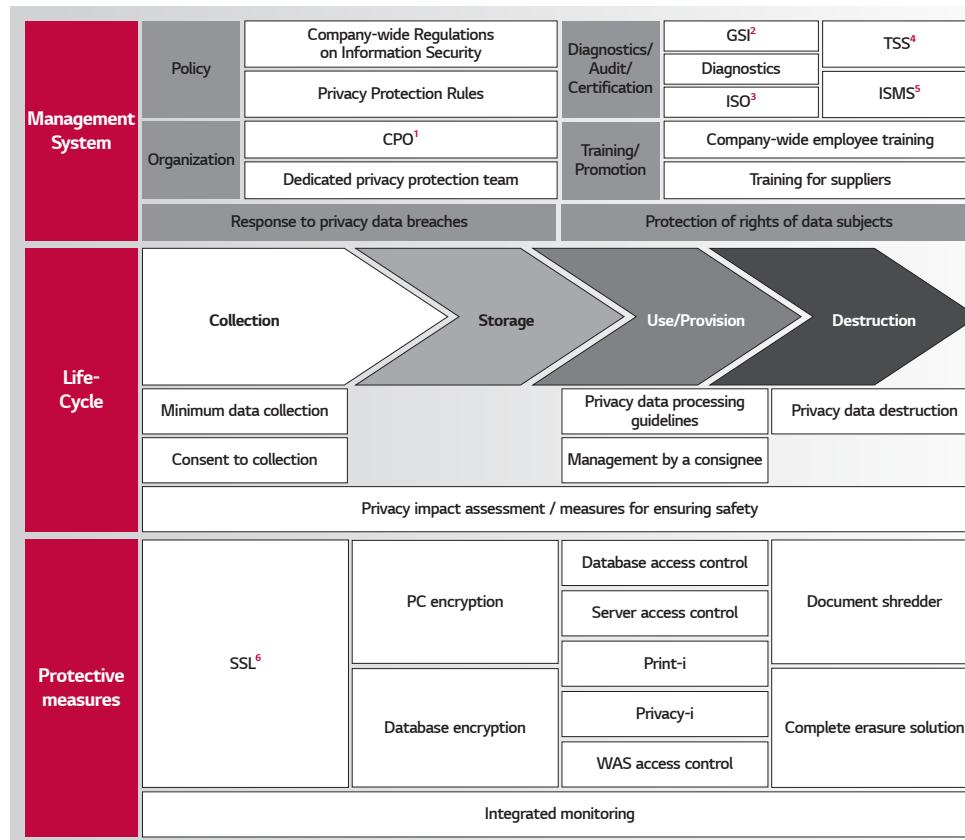 Management
System
Policy
Company-wide Regulations
on Information Security
Privacy Protection Rules
Organization
CPO1
Dedicated privacy protection team
Diagnostics/
Audit/
Certification
GSI2
Diagnostics
ISO3
TSS4
ISMS5
Training/
Promotion
Company-wide employee training
Training for suppliers
Response to privacy data breaches
Protection of rights of data subjects
Life-
Cycle
Collection
Storage
Use/Provision
Destruction
Minimum data collection
Consent to collection
Privacy data processing
guidelines
Management by a consignee
Privacy data destruction
Privacy impact assessment / measures for ensuring safety
Protective
measures
SSL6
PC encryption
Database encryption
Database access control
Server access control
Print-i
Privacy-i
WAS access control
Document shredder
Complete erasure solution
Integrated monitoring